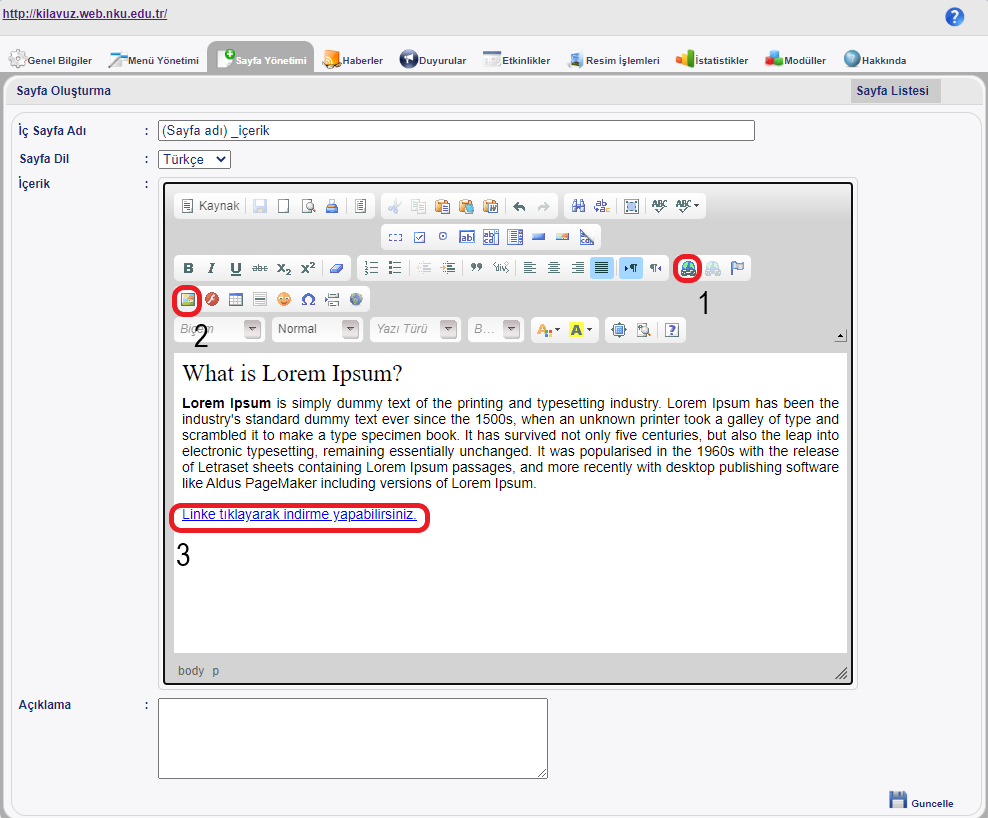 http://kilavuz.web.nku.edu.tr/
Genel Bilgiler Menü Yönetimi Sayfa Yönetimi Haberler Duyurular Etkinlikler Resim İşlemleri İstatistikler Modüller Hakkında
Sayfa Oluşturma Sayfa Listesi
İç Sayfa Adı : (Sayfa adı) _içerik
Sayfa Dil : Türkçe
İçerik :
Kaynak
1
2
Biçem Normal Yazı Türü B...
What is Lorem Ipsum?
Lorem Ipsum is simply dummy text of the printing and typesetting industry. Lorem Ipsum has been the
industry's standard dummy text ever since the 1500s, when an unknown printer took a galley of type and
scrambled it to make a type specimen book. It has survived not only five centuries, but also the leap into
electronic typesetting, remaining essentially unchanged. It was popularised in the 1960s with the release
of Letraset sheets containing Lorem Ipsum passages, and more recently with desktop publishing software
like Aldus PageMaker including versions of Lorem Ipsum.
Linke tıklayarak indirme yapabilirsiniz.
3
body p
Açıklama :
Guncelle